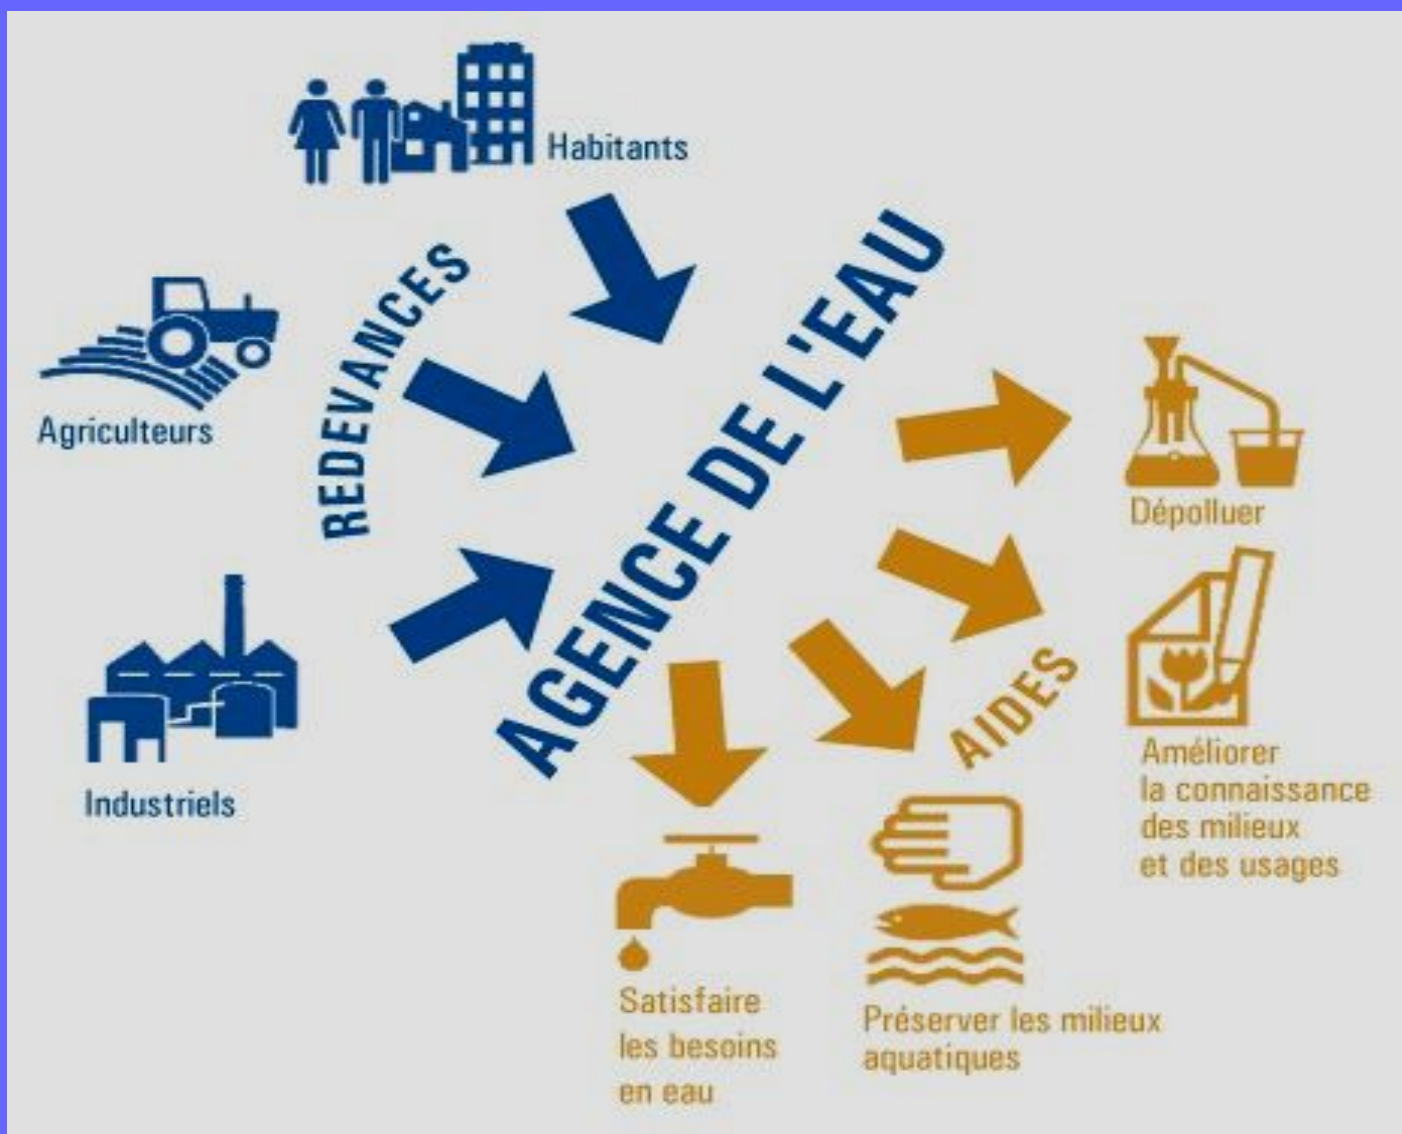 Habitants
REDEVANCES
Agriculteurs
Industriels
AGENCE DE L'EAU
Dépolluer
Améliorer
la connaissance
des milieux
et des usages
AIDES
Préserver les milieux
aquatiques
Satisfaire
les besoins
en eau